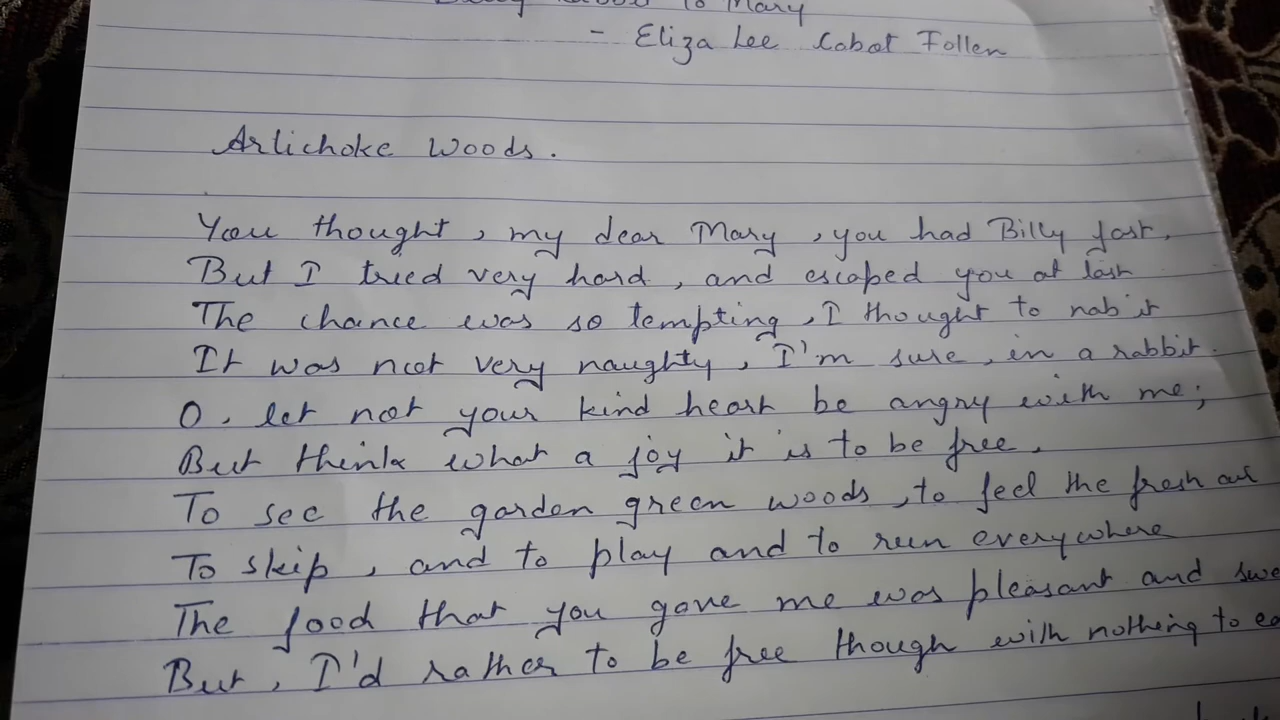 Rabbit to Mary
- Eliza Lee Cabot Follen
Artichoke Woods.
You thought, my dear Mary, you had Billy fast,
But I tried very hard, and escaped you at last
The chance was so tempting, I thought to nab it
It was not very naughty, I'm sure, in a rabbit.
O, let not your kind heart be angry with me;
But think what a joy it is to be free,
To see the garden green woods, to feel the fresh air
To skip, and to play and to run everywhere
The food that you gave me was pleasant and swe
But, I'd rather to be free though with nothing to ea